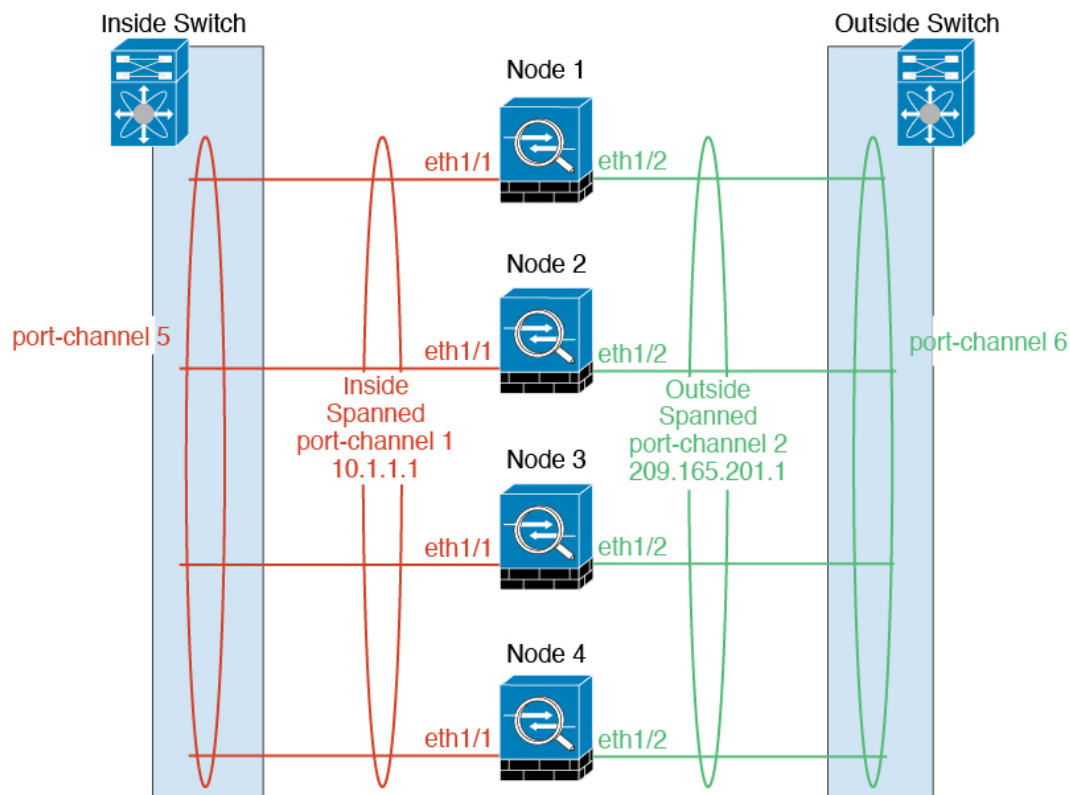 Inside Switch
Outside Switch
Node 1
eth1/1
eth1/2
Node 2
port-channel 5
eth1/1
eth1/2
port-channel 6
Inside
Spanned
port-channel 1
10.1.1.1
Outside
Spanned
port-channel 2
209.165.201.1
Node 3
eth1/1
eth1/2
Node 4
eth1/1
eth1/2